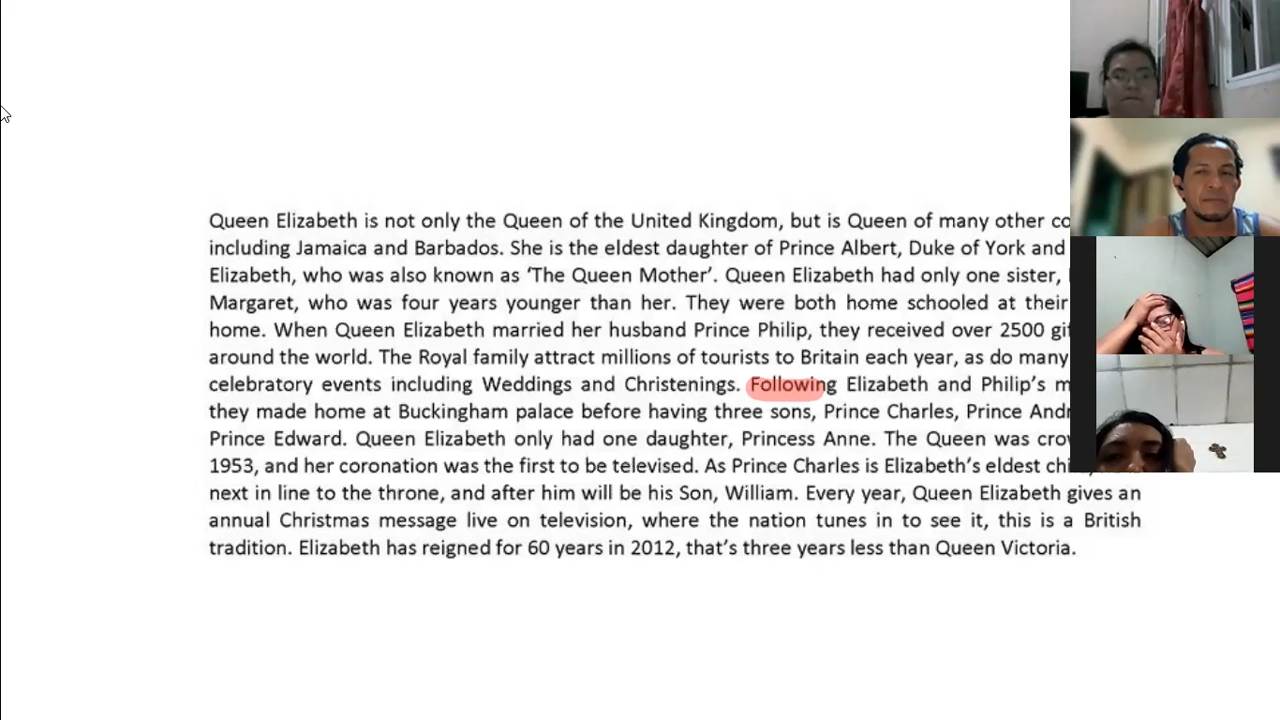 Queen Elizabeth is not only the Queen of the United Kingdom, but is Queen of many other
including Jamaica and Barbados. She is the eldest daughter of Prince Albert, Duke of York and
Elizabeth, who was also known as ‘The Queen Mother’. Queen Elizabeth had only one sister,
Margaret, who was four years younger than her. They were both home schooled at their
home. When Queen Elizabeth married her husband Prince Philip, they received over 2500
around the world. The Royal family attract millions of tourists to Britain each year, as do many
celebratory events including Weddings and Christenings. Following Elizabeth and Philip’s
they made home at Buckingham palace before having three sons, Prince Charles, Prince
Prince Edward. Queen Elizabeth only had one daughter, Princess Anne. The Queen was
1953, and her coronation was the first to be televised. As Prince Charles is Elizabeth’s eldest
next in line to the throne, and after him will be his Son, William. Every year, Queen Elizabeth gives an
annual Christmas message live on television, where the nation tunes in to see it, this is a British
tradition. Elizabeth has reigned for 60 years in 2012, that’s three years less than Queen Victoria.